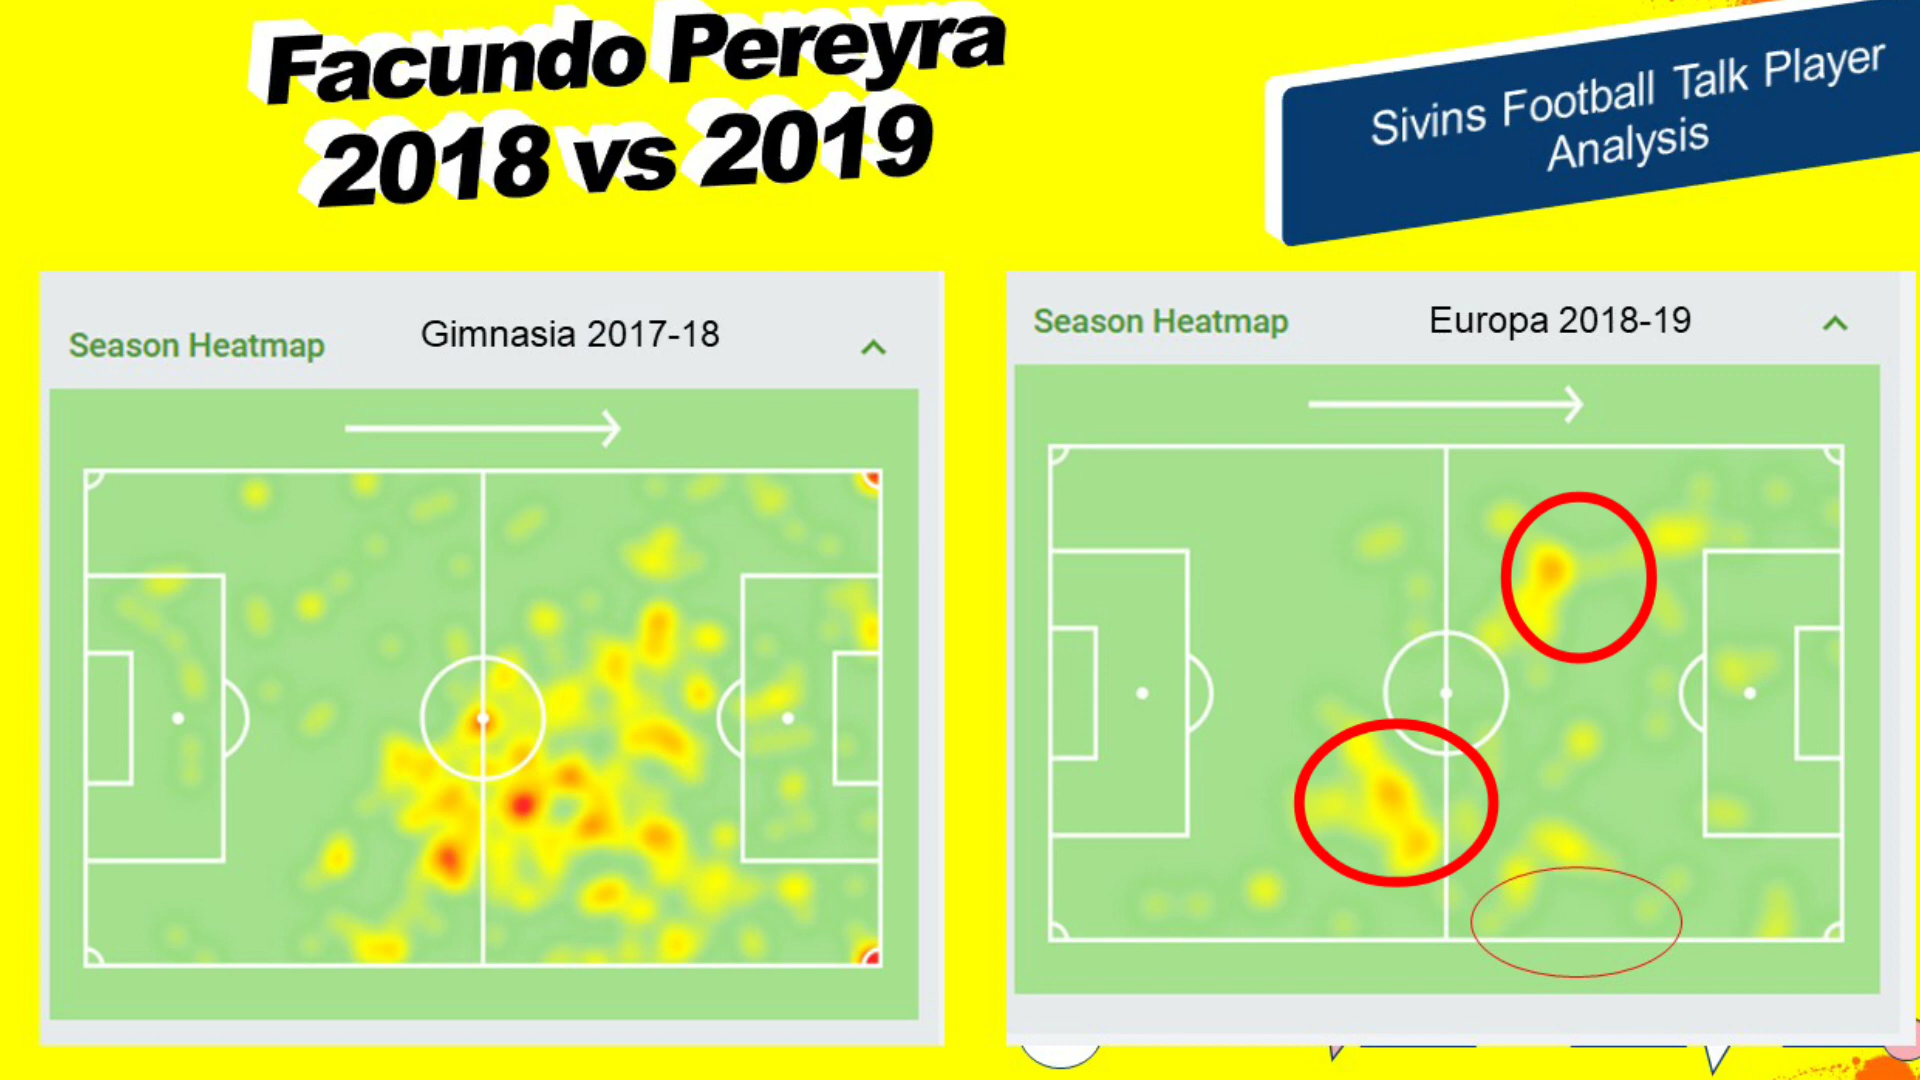 Facundo Pereyra
2018 vs 2019
Sivins Football Talk Player
Analysis
Season Heatmap
Gimnasia 2017-18
Season Heatmap
Europa 2018-19